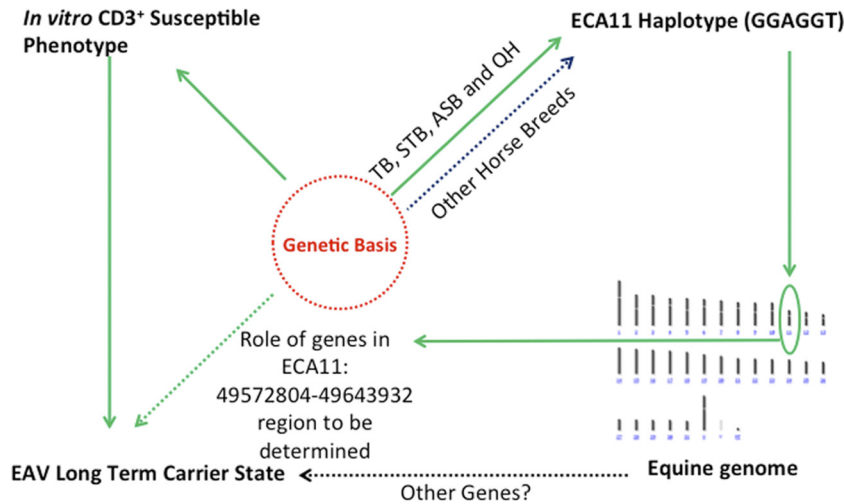 In vitro CD3+ Susceptible
Phenotype
ECA11 Haplotype (GGAGGT)
TB, STB, ASB and QH
Other Horse Breeds
Genetic Basis
Role of genes in
ECA11:
49572804-49643932
region to be
determined
EAV Long Term Carrier State
Other Genes?
Equine genome